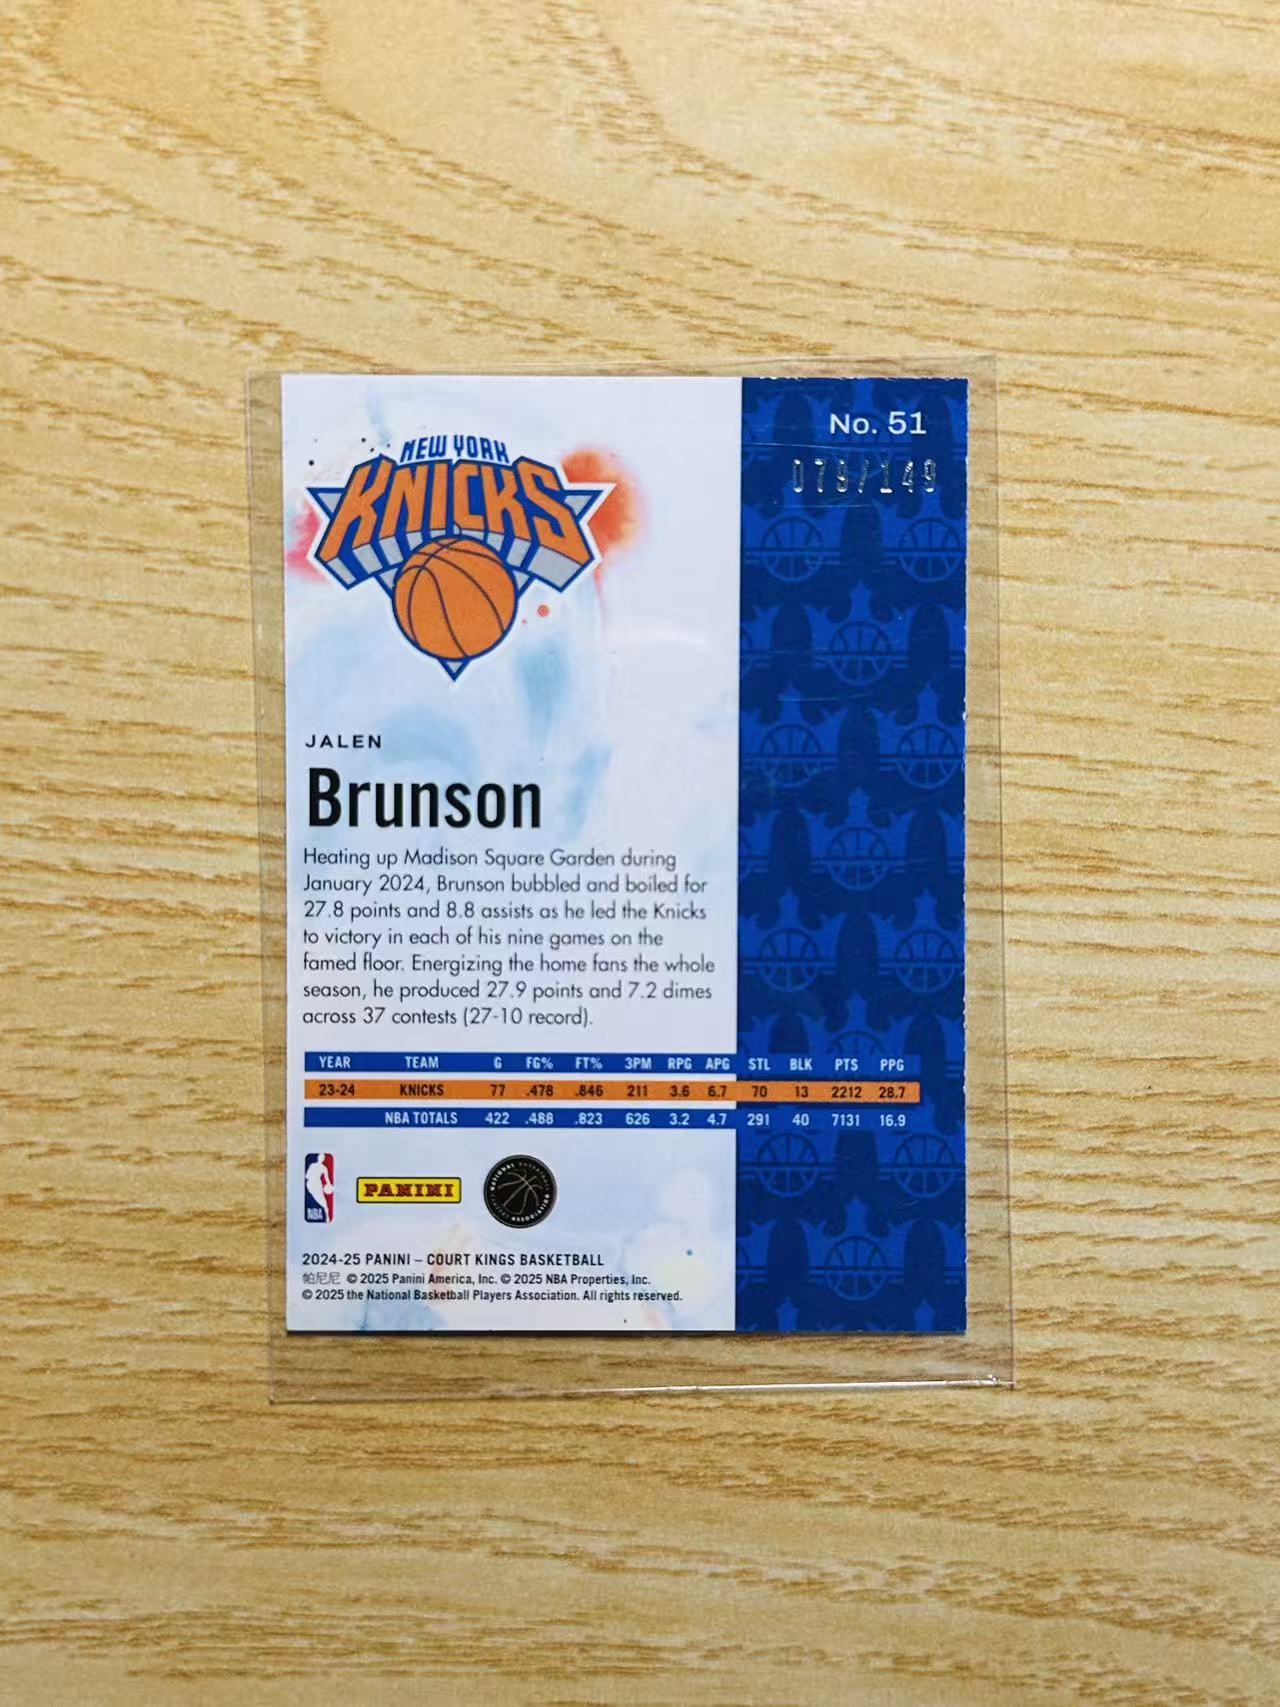 No. 51
079/149
NEW YORK
KNICKS
JALEN
Brunson
Heating up Madison Square Garden during
January 2024, Brunson bubbled and boiled for
27.8 points and 8.8 assists as he led the Knicks
to victory in each of his nine games on the
famed floor. Energizing the home fans the whole
season, he produced 27.9 points and 7.2 dimes
across 37 contests (27-10 record).
YEAR TEAM G FG% FT% 3PM RPG APG STL BLK PTS PPG
23-24 KNICKS 77 .478 .846 211 3.6 6.7 70 13 2212 28.7
NBA TOTALS 422 .488 .823 626 3.2 4.7 291 40 7131 16.9
NBA
PANINI
NATIONAL BASKETBALL
PLAYERS ASSOCIATION
2024-25 PANINI – COURT KINGS BASKETBALL
帕尼尼 © 2025 Panini America, Inc. © 2025 NBA Properties, Inc.
© 2025 the National Basketball Players Association. All rights reserved.